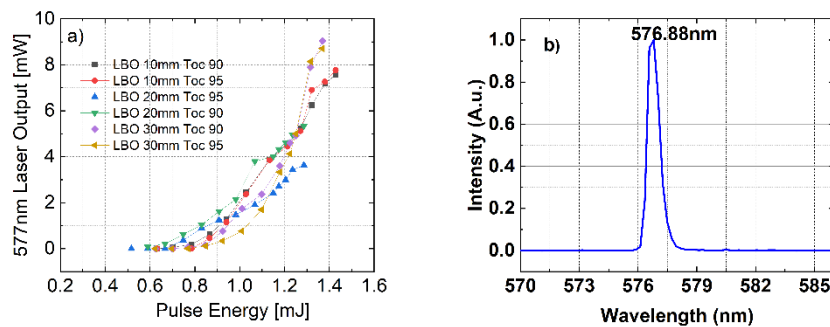 a)
10
8
6
4
2
0
577nm Laser Output [mW]
LBO 10mm Toc 90
LBO 10mm Toc 95
LBO 20mm Toc 95
LBO 20mm Toc 90
LBO 30mm Toc 90
LBO 30mm Toc 95
0.2 0.4 0.6 0.8 1.0 1.2 1.4 1.6
Pulse Energy [mJ]
b)
576.88nm
1.0
0.8
0.6
0.4
0.2
0.0
Intensity (A.u.)
570 573 576 579 582 585
Wavelength (nm)